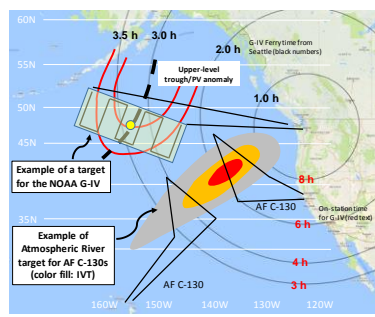 60N
3.5 h
3.0 h
2.0 h
G-IV Ferry time from
Seattle (black numbers)
55N
Upper-level
trough/PV anomaly
1.0 h
50N
45N
Example of a target
for the NOAA G-IV
8 h
AF C-130
On-station time
for G-IV (red text)
35N
6 h
Example of
Atmospheric River
target for AF C-130s
(color fill: IVT)
4 h
AF C-130
3 h
160W
150W
140W
130W
120W